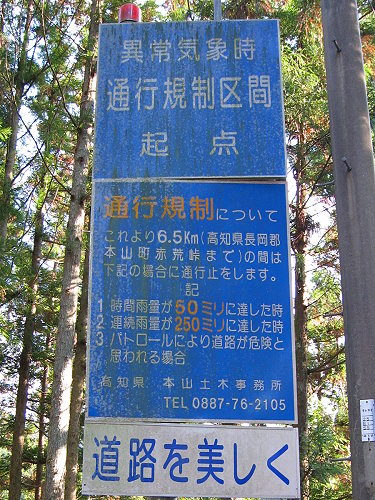 異常気象時
通行規制区間
起点
通行規制について
これより6.5Km(高知県長岡郡
本山町赤荒峠まで)の間は
下記の場合に通行止をします。
記
1 時間雨量が60ミリに達した時
2 連続雨量が250ミリに達した時
3 パトロールにより道路が危険と
思われる場合
高知県 本山土木事務所
TEL 0887-76-2105
道路を美しく